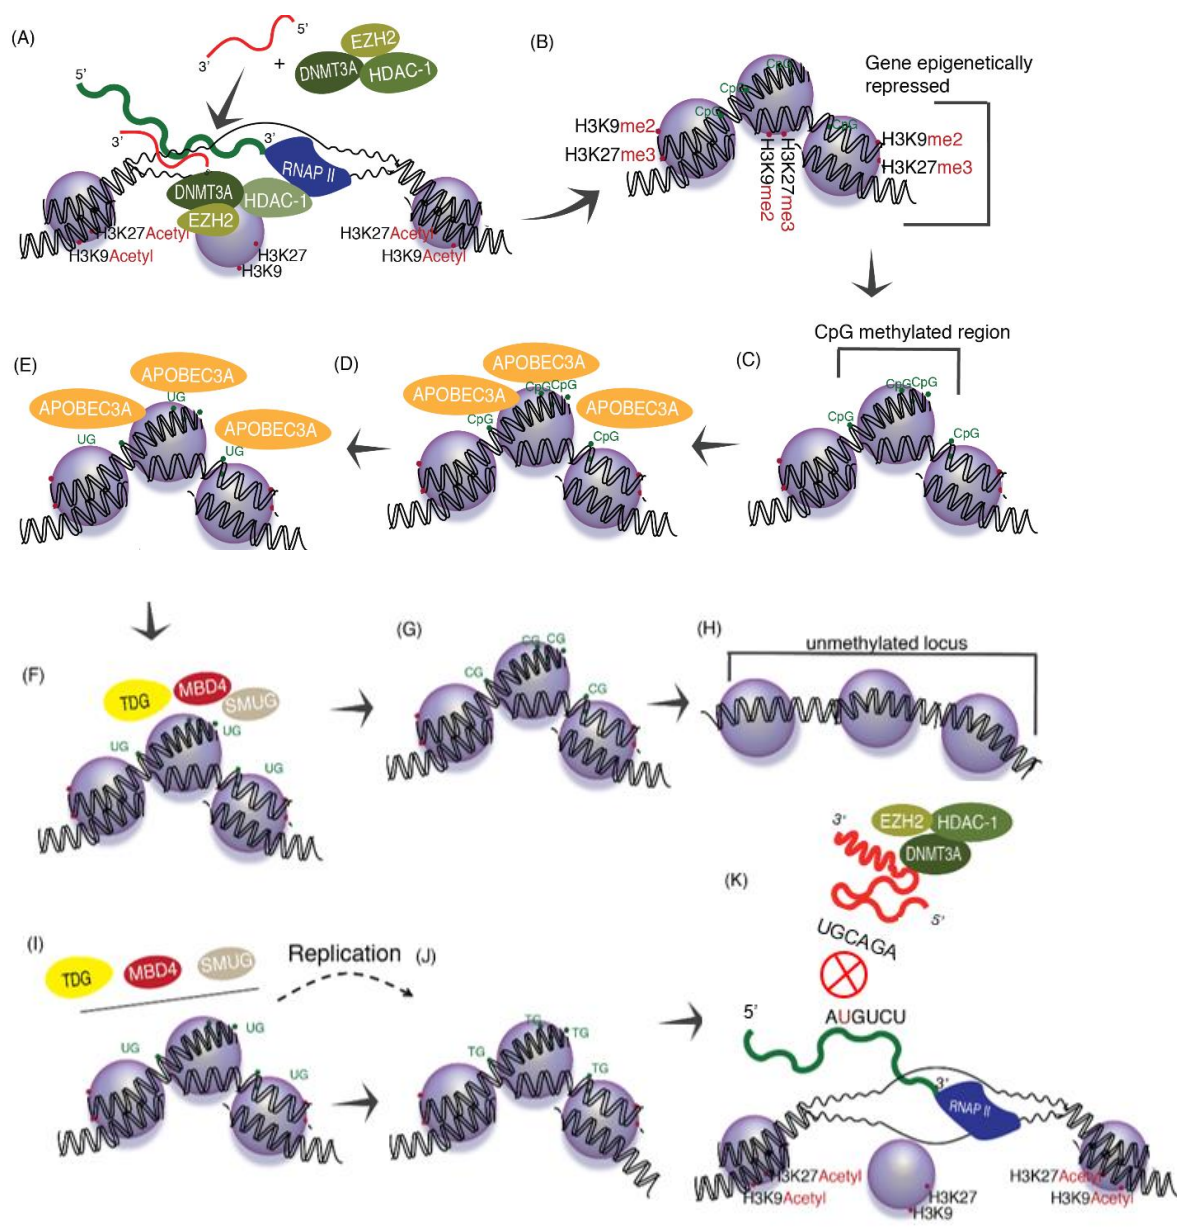 (A)
5'
3'
+
EZH2
DNMT3A
HDAC-1
5'
3'
3'
RNAP II
DNMT3A
HDAC-1
EZH2
H3K27Acetyl
H3K9Acetyl
H3K27
H3K9
H3K27Acetyl
H3K9Acetyl
(B)
CpG
CpG
CpG
CpG
H3K9me2
H3K27me3
H3K9me2
H3K27me3
H3K9me2
H3K27me3
Gene epigenetically
repressed
(E)
APOBEC3A
APOBEC3A
APOBEC3A
UG
UG
UG
(D)
APOBEC3A
APOBEC3A
APOBEC3A
CpGCpG
CpG
CpG
(C)
CpG methylated region
CpGCpG
CpG
CpG
(F)
TDG
MBD4
SMUG
UG
UG
UG
(G)
CG CG
CG
CG
(H)
unmethylated locus
(I)
TDG
MBD4
SMUG
UG
UG
UG
Replication
(J)
TG
TG
TG
TG
(K)
3'
EZH2
HDAC-1
DNMT3A
5'
UGCAGA
5'
AUGUCU
3'
RNAP II
H3K27Acetyl
H3K9Acetyl
H3K27
H3K9
H3K27Acetyl
H3K9Acetyl